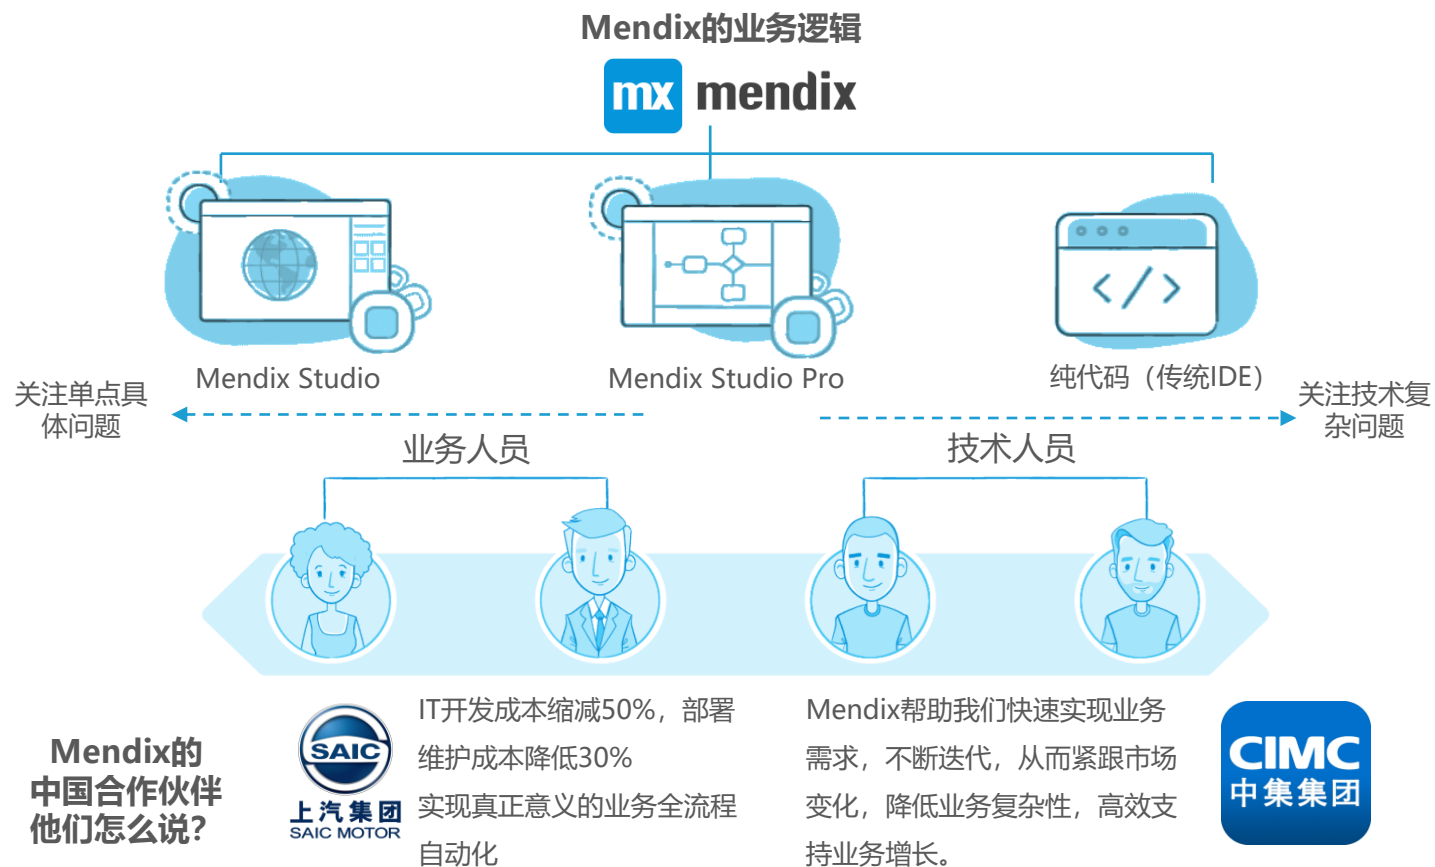 Mendix的业务逻辑
mx mendix
Mendix Studio
Mendix Studio Pro
纯代码（传统IDE）
关注单点具
体问题
关注技术复
杂问题
业务人员
技术人员
Mendix的
中国合作伙伴
他们怎么说？
SAIC
上汽集团
SAIC MOTOR
IT开发成本缩减50%，部署
维护成本降低30%
实现真正意义的业务全流程
自动化
Mendix帮助我们快速实现业务
需求，不断迭代，从而紧跟市场
变化，降低业务复杂性，高效支
持业务增长。
CIMC
中集集团